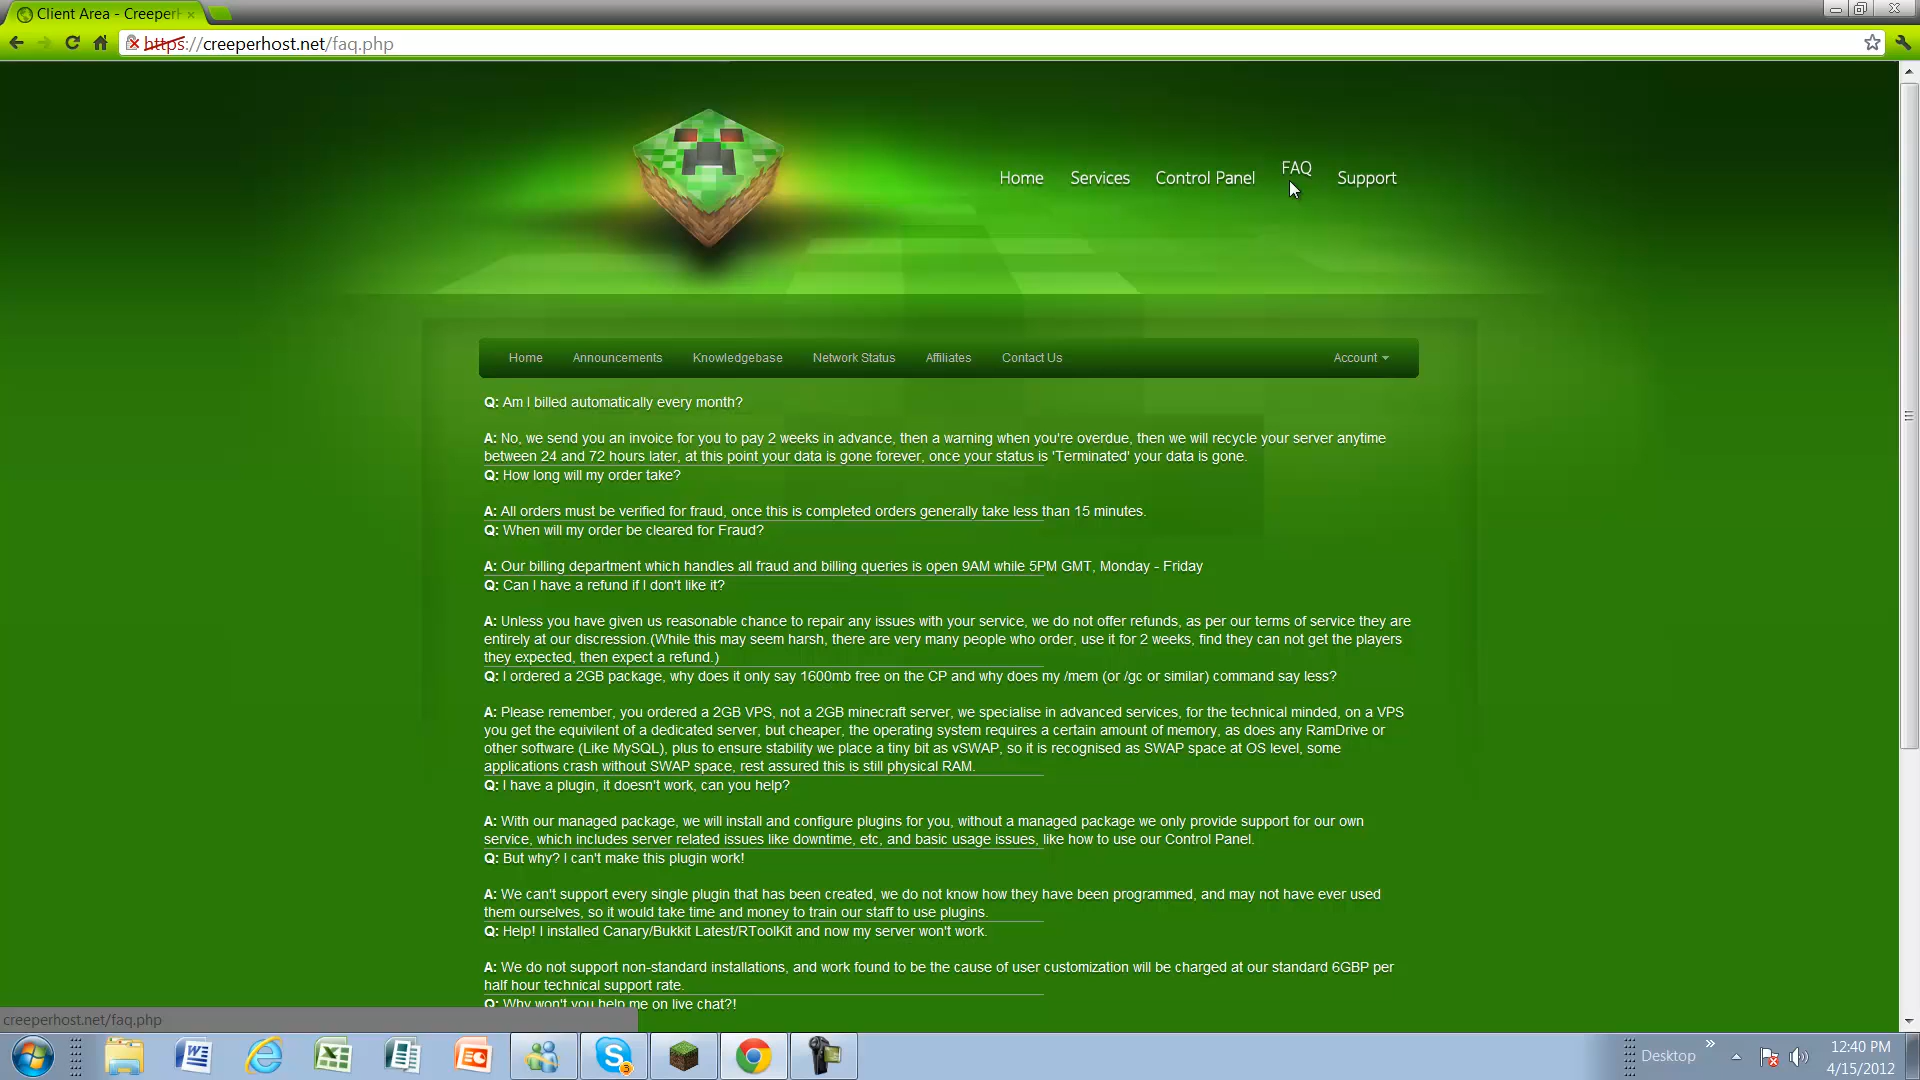 Client Area - Creeperh
https://creeperhost.net/faq.php
Home Services Control Panel FAQ Support
Home Announcements Knowledgebase Network Status Affiliates Contact Us Account
Q: Am I billed automatically every month?
A: No, we send you an invoice for you to pay 2 weeks in advance, then a warning when you're overdue, then we will recycle your server anytime
between 24 and 72 hours later, at this point your data is gone forever, once your status is 'Terminated' your data is gone.
Q: How long will my order take?
A: All orders must be verified for fraud, once this is completed orders generally take less than 15 minutes.
Q: When will my order be cleared for Fraud?
A: Our billing department which handles all fraud and billing queries is open 9AM while 5PM GMT, Monday - Friday
Q: Can I have a refund if I don't like it?
A: Unless you have given us reasonable chance to repair any issues with your service, we do not offer refunds, as per our terms of service they are
entirely at our discression.(While this may seem harsh, there are very many people who order, use it for 2 weeks, find they can not get the players
they expected, then expect a refund.)
Q: I ordered a 2GB package, why does it only say 1600mb free on the CP and why does my /mem (or /gc or similar) command say less?
A: Please remember, you ordered a 2GB VPS, not a 2GB minecraft server, we specialise in advanced services, for the technical minded, on a VPS
you get the equivilent of a dedicated server, but cheaper, the operating system requires a certain amount of memory, as does any RamDrive or
other software (Like MySQL), plus to ensure stability we place a tiny bit as vSWAP, so it is recognised as SWAP space at OS level, some
applications crash without SWAP space, rest assured this is still physical RAM.
Q: I have a plugin, it doesn't work, can you help?
A: With our managed package, we will install and configure plugins for you, without a managed package we only provide support for our own
service, which includes server related issues like downtime, etc, and basic usage issues, like how to use our Control Panel.
Q: But why? I can't make this plugin work!
A: We can't support every single plugin that has been created, we do not know how they have been programmed, and may not have ever used
them ourselves, so it would take time and money to train our staff to use plugins.
Q: Help! I installed Canary/Bukkit Latest/RToolKit and now my server won't work.
A: We do not support non-standard installations, and work found to be the cause of user customization will be charged at our standard 6GBP per
half hour technical support rate.
Q: Why won't you help me on live chat?!
creeperhost.net/faq.php
Desktop
12:40 PM
4/15/2012